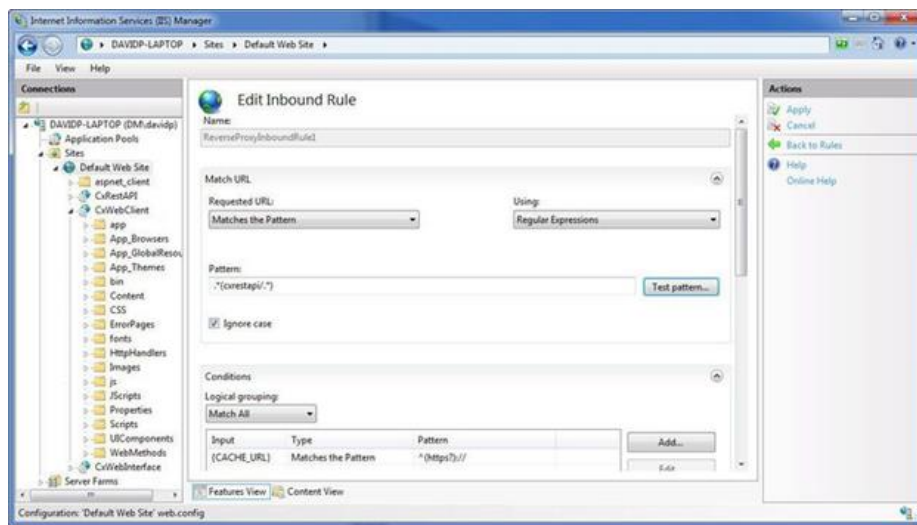 Internet Information Services (IIS) Manager
DAVIDP-LAPTOP Sites Default Web Site
File View Help
Connections
DAVIDP-LAPTOP (DM\davidp)
Application Pools
Sites
Default Web Site
aspnet_client
CxRestAPI
CxWebClient
app
App_Browsers
App_GlobalResou
App_Themes
bin
Content
CSS
ErrorPages
fonts
HttpHandlers
Images
js
JScripts
Properties
Scripts
UIComponents
WebMethods
CxWebInterface
Server Farms
Edit Inbound Rule
Name:
ReverseProxyInboundRule1
Match URL
Requested URL: Using:
Matches the Pattern Regular Expressions
Pattern:
.*(cxrestapi/.*) Test pattern...
Ignore case
Conditions
Logical grouping:
Match All
Input Type Pattern Add...
{CACHE_URL} Matches the Pattern ^(https?):// Edit
Features View Content View
Actions
Apply
Cancel
Back to Rules
Help
Online Help
Configuration: 'Default Web Site' web.config